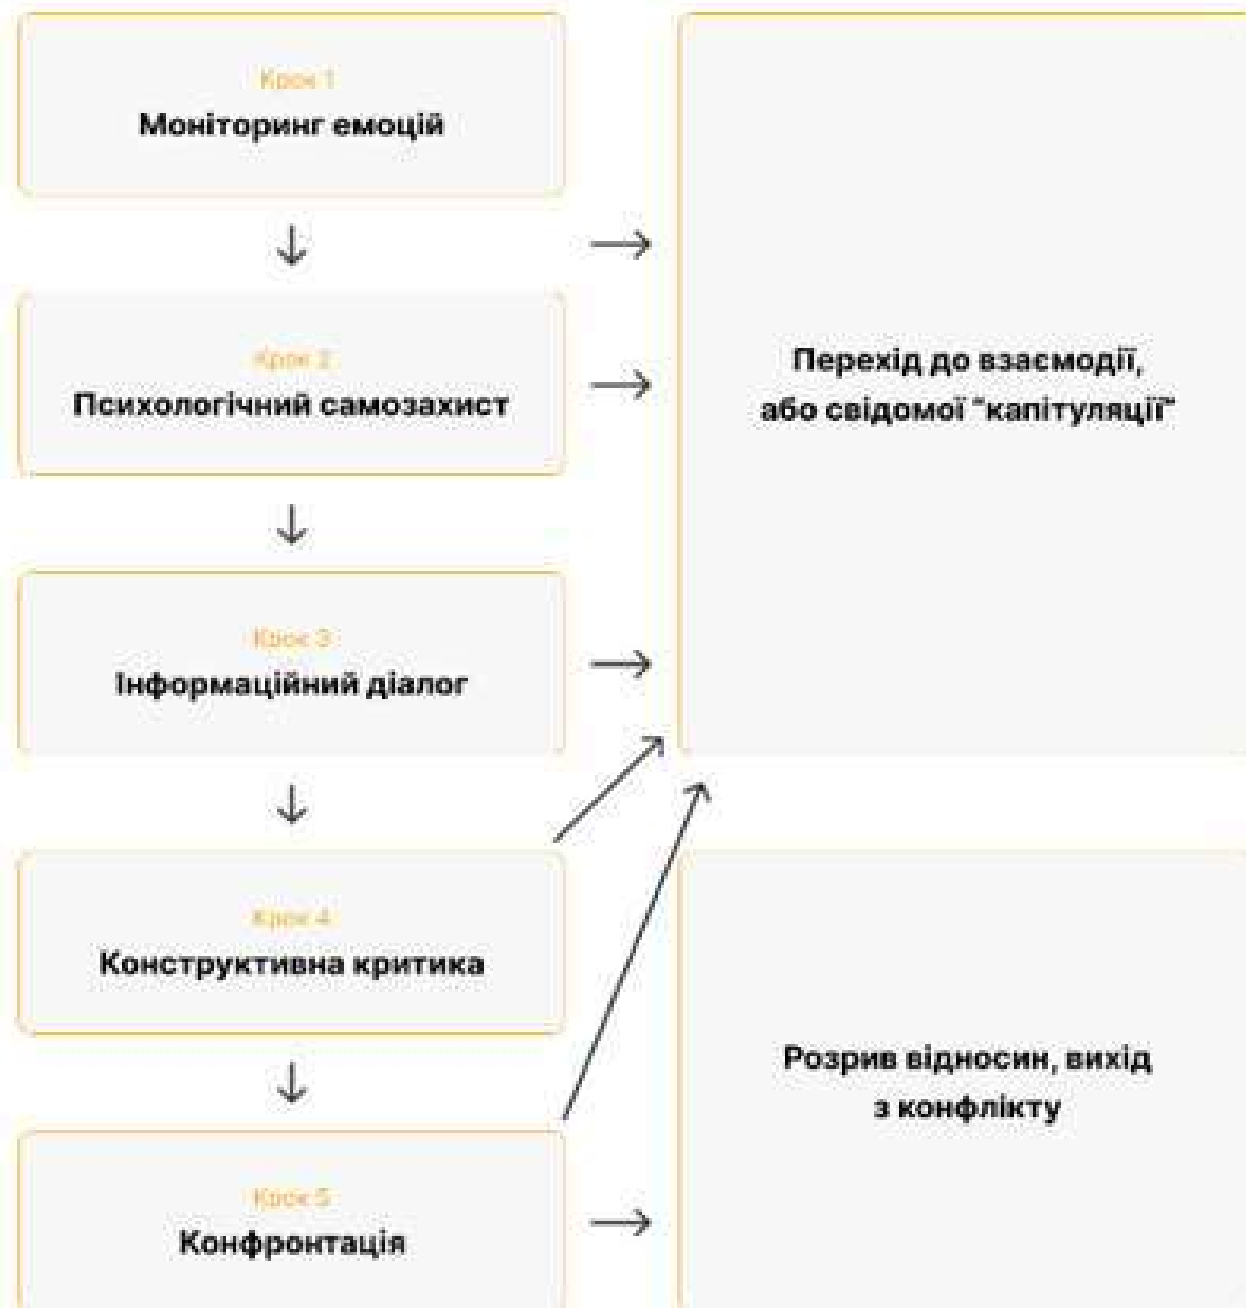 Крок 1
Моніторинг емоцій
Крок 2
Психологічний самозахист
Крок 3
Інформаційний діалог
Крок 4
Конструктивна критика
Крок 5
Конфронтація
Перехід до взаємодії,
або свідомої "капітуляції"
Розрив відносин, вихід
з конфлікту